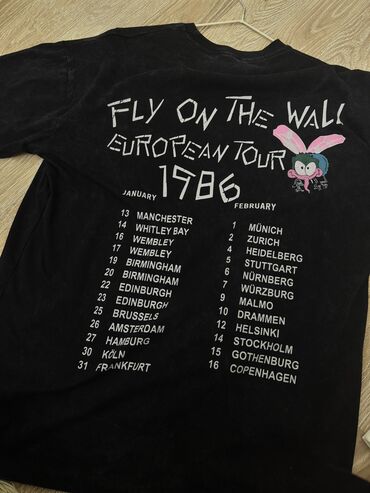 FLY ON THE WALL
EUROPEAN TOUR
1986
JANUARY
13 MANCHESTER
14 WHITLEY BAY
16 WEMBLEY
17 WEMBLEY
19 BIRMINGHAM
20 BIRMINGHAM
22 EDINBURGH
23 EDINBURGH
25 BRUSSELS
26 AMSTERDAM
27 HAMBURG
30 KÖLN
31 FRANKFURT
FEBRUARY
1 MÜNICH
2 ZURICH
4 HEIDELBERG
5 STUTTGART
6 NÜRNBERG
7 WÜRZBURG
9 MALMO
10 DRAMMEN
12 HELSINKI
14 STOCKHOLM
15 GOTHENBURG
16 COPENHAGEN